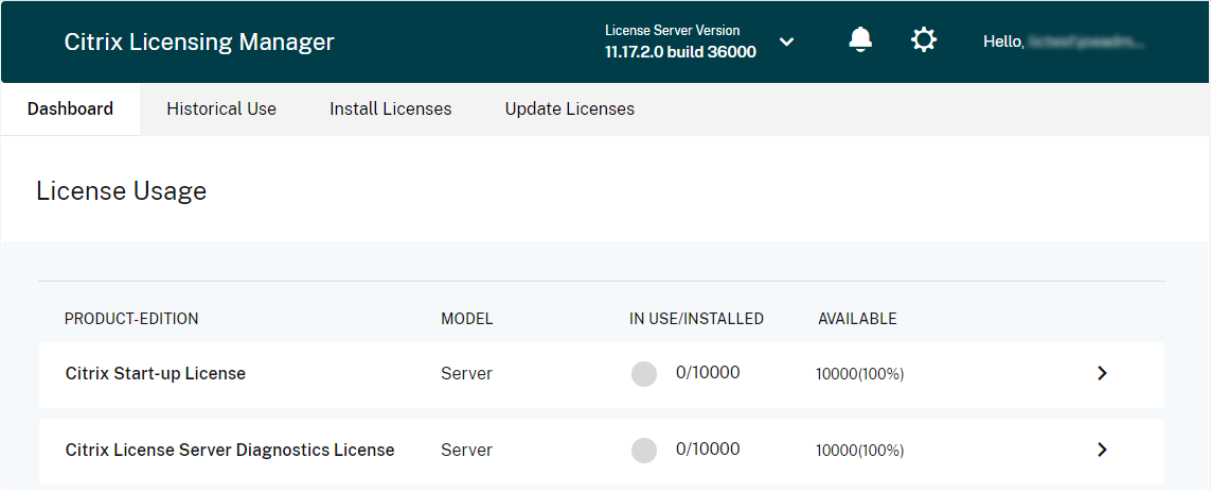 Citrix Licensing Manager
License Server Version
11.17.2.0 build 36000
Hello,
Dashboard Historical Use Install Licenses Update Licenses
License Usage
PRODUCT-EDITION MODEL IN USE/INSTALLED AVAILABLE
Citrix Start-up License Server 0/10000 10000(100%)
Citrix License Server Diagnostics License Server 0/10000 10000(100%)